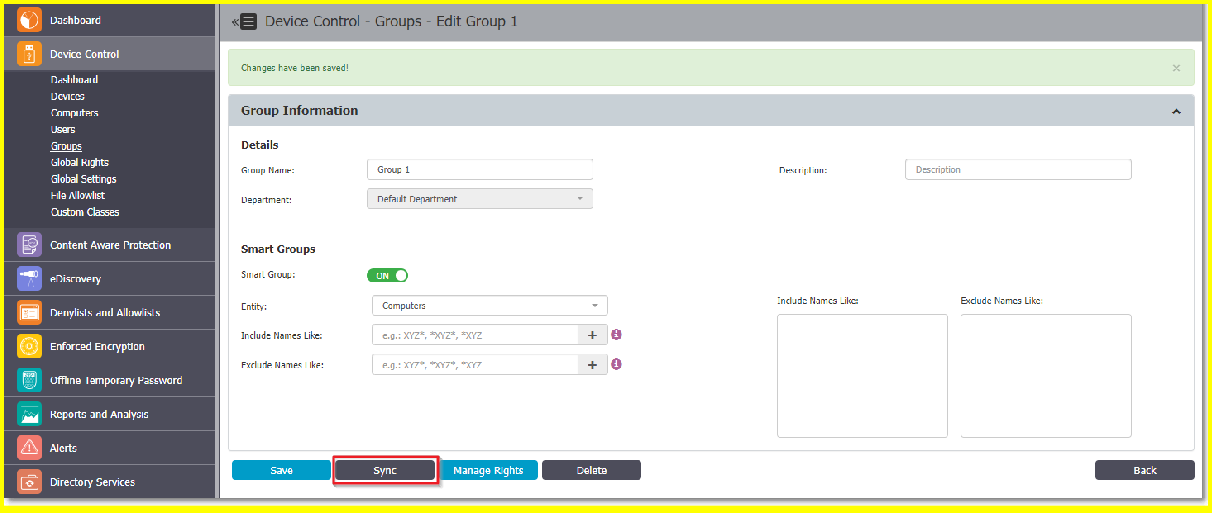 Dashboard
Device Control
Dashboard
Devices
Computers
Users
Groups
Global Rights
Global Settings
File Allowlist
Custom Classes
Content Aware Protection
eDiscovery
Denylists and Allowlists
Enforced Encryption
Offline Temporary Password
Reports and Analysis
Alerts
Directory Services
Device Control - Groups - Edit Group 1
Changes have been saved!
Group Information
Details
Group Name: Group 1 Description: Description
Department: Default Department
Smart Groups
Smart Group: ON
Entity: Computers
Include Names Like: e.g.: XYZ*, *XYZ*, *XYZ
Exclude Names Like: e.g.: XYZ*, *XYZ*, *XYZ
Include Names Like: Exclude Names Like:
Save Sync Manage Rights Delete Back